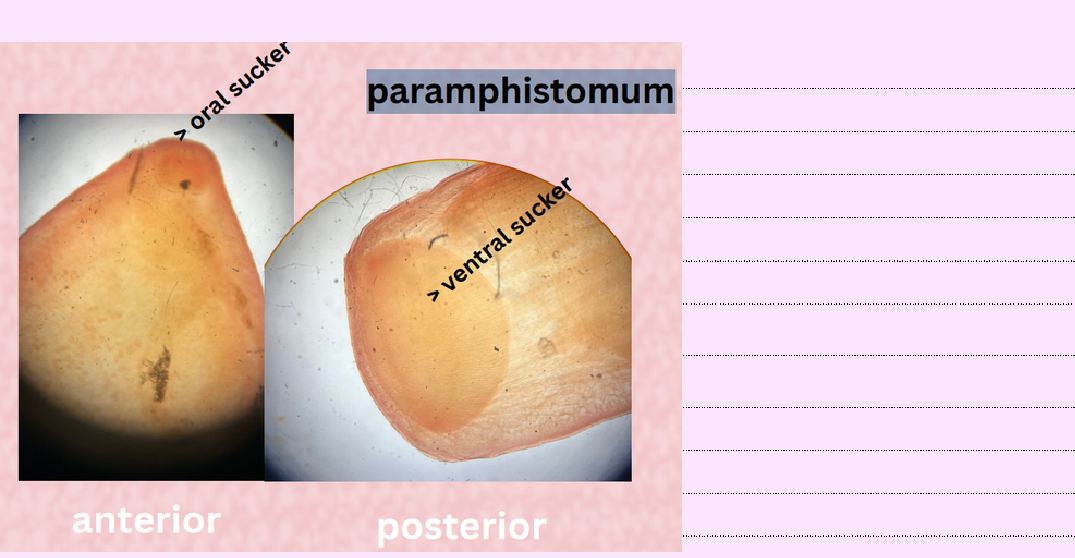 > oral sucker
paramphistomum
> ventral sucker
anterior
posterior